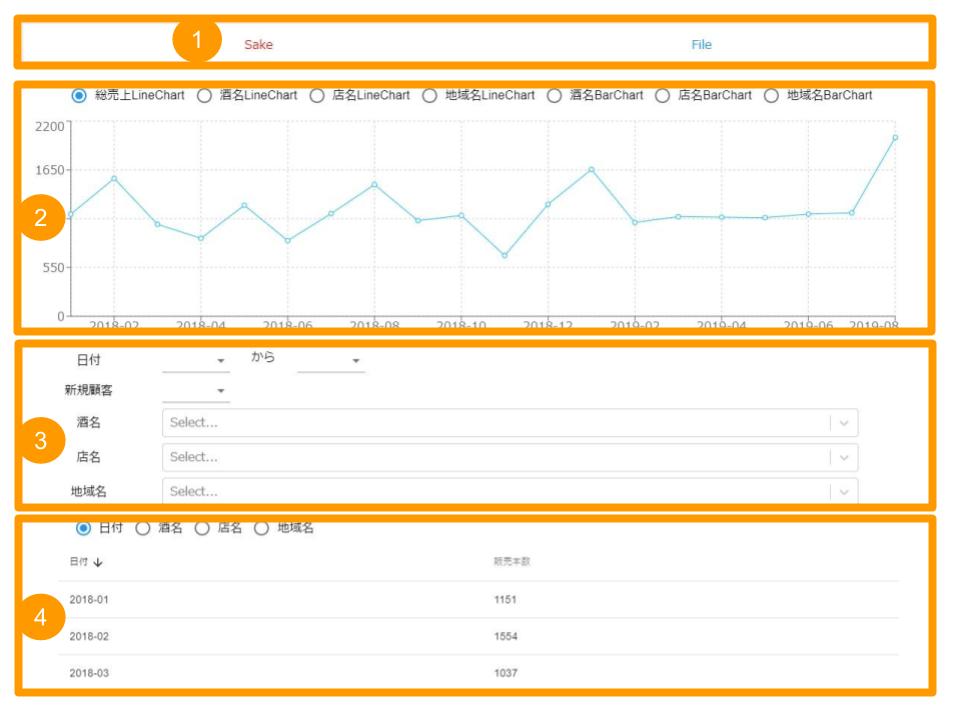 1 Sake File
総売上LineChart 酒名LineChart 店名LineChart 地域名LineChart 酒名BarChart 店名BarChart 地域名BarChart
2200
1650
2
550
0
2018-02 2018-04 2018-06 2018-08 2018-10 2018-12 2019-02 2019-04 2019-06 2019-08
日付 から
新規顧客
酒名 Select...
3
店名 Select...
地域名 Select...
日付 酒名 店名 地域名
日付 販売本数
2018-01 1151
4
2018-02 1554
2018-03 1037